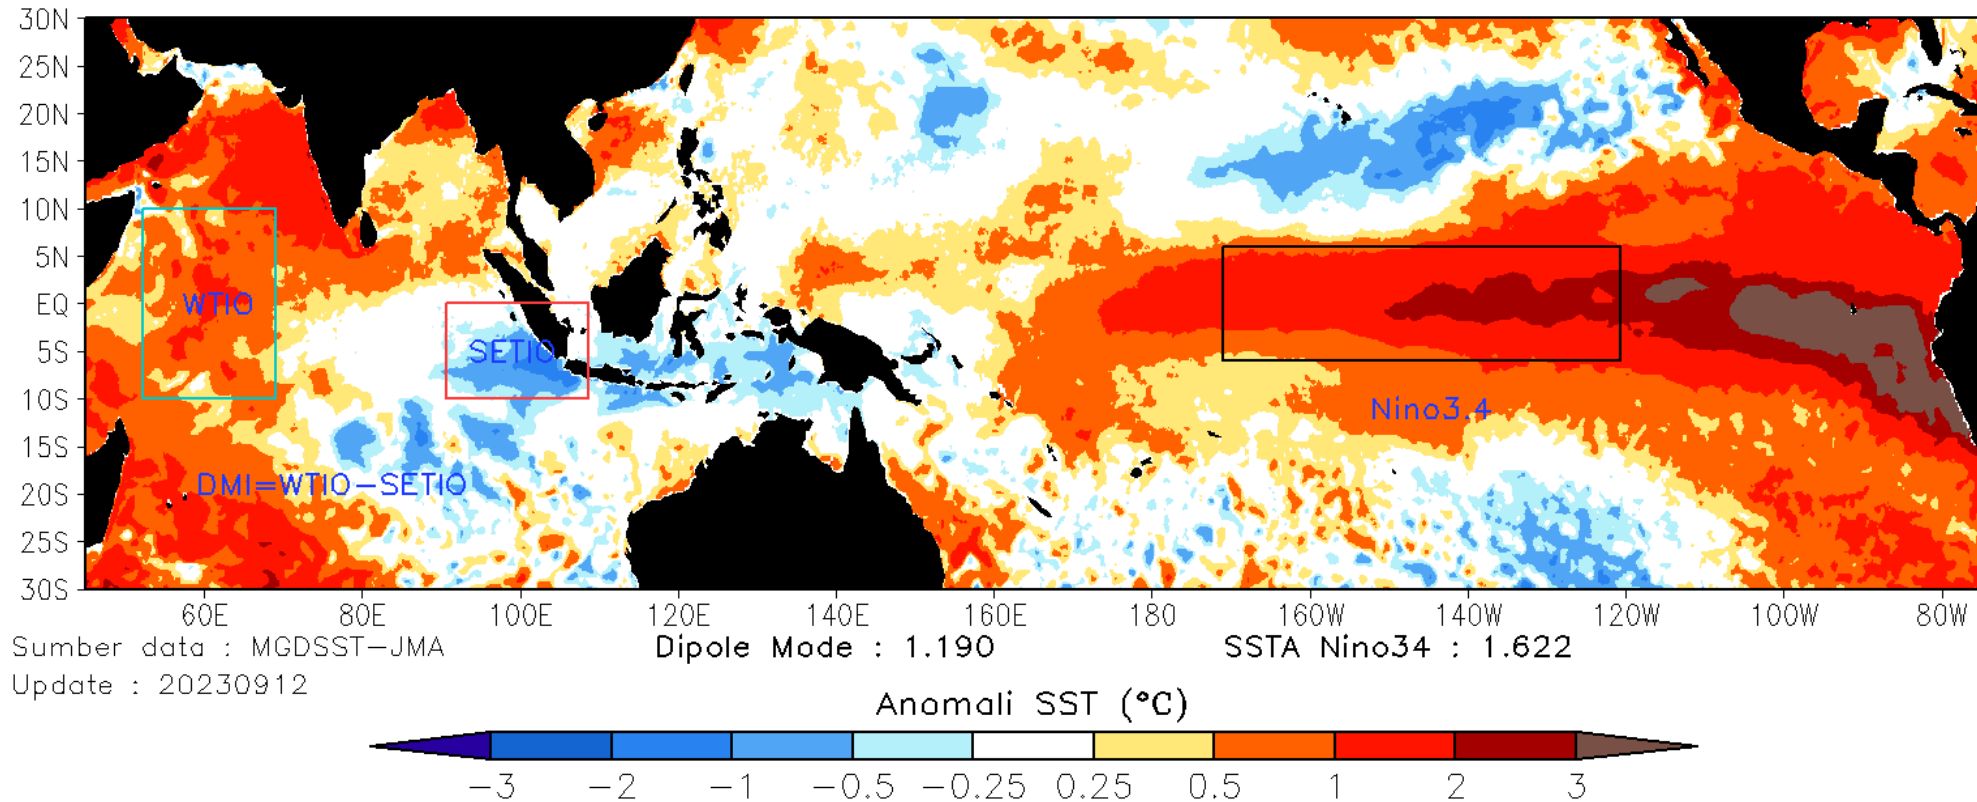 30N
25N
20N
15N
10N
5N
EQ
5S
10S
15S
20S
25S
30S
WTIO
SETIO
Nino3.4
DMI=WTIO-SETIO
60E 80E 100E 120E 140E 160E 180 160W 140W 120W 100W 80W
Sumber data : MGDSST-JMA Dipole Mode : 1.190 SSTA Nino34 : 1.622
Update : 20230912
Anomali SST (°C)
-3 -2 -1 -0.5 -0.25 0.25 0.5 1 2 3